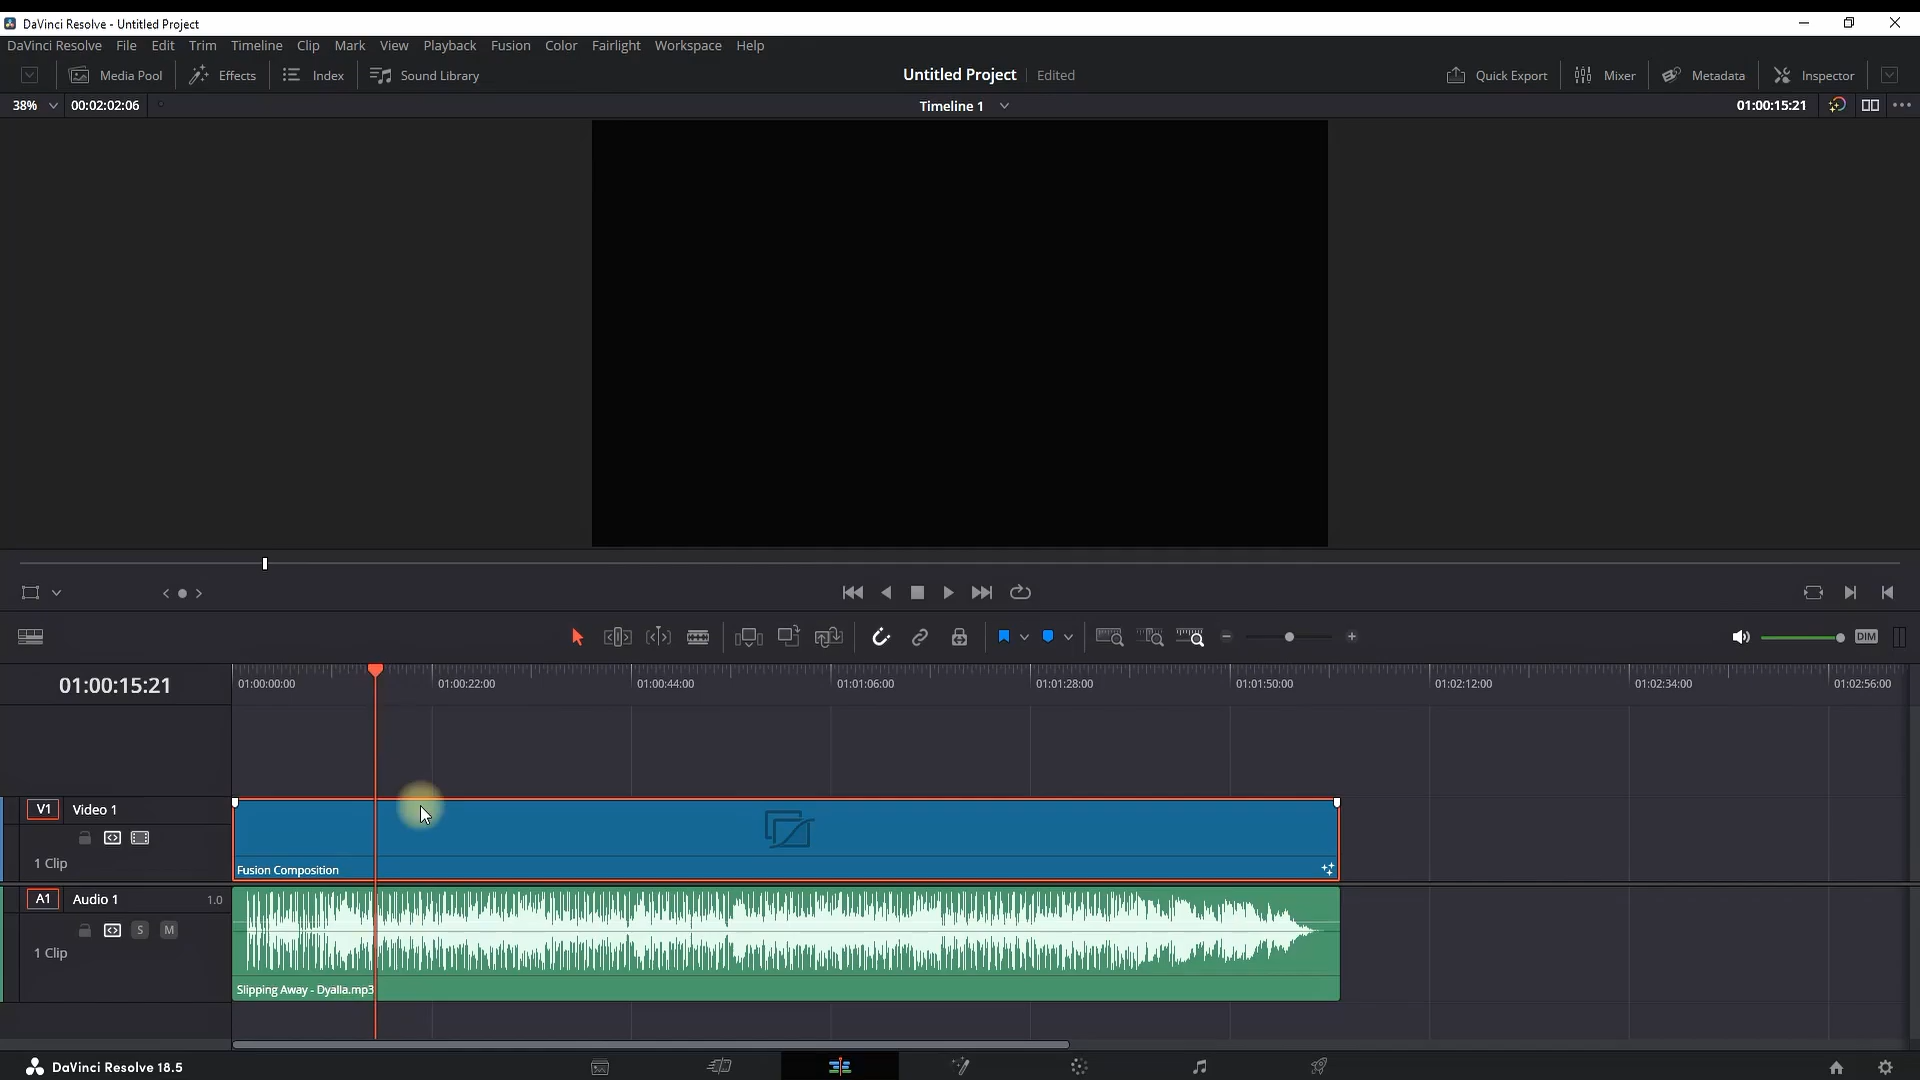 DaVinci Resolve - Untitled Project
DaVinci Resolve File Edit Trim Timeline Clip Mark View Playback Fusion Color Fairlight Workspace Help
Media Pool Effects Index Sound Library Untitled Project Edited Quick Export Mixer Metadata Inspector
38% 00:02:02:06 Timeline 1 01:00:15:21
DIM
01:00:15:21 01:00:00:00 01:00:22:00 01:00:44:00 01:01:06:00 01:01:28:00 01:01:50:00 01:02:12:00 01:02:34:00 01:02:56:00
V1 Video 1
1 Clip
Fusion Composition
A1 Audio 1 1.0
S M
1 Clip
Slipping Away - Dyalla.mp3
DaVinci Resolve 18.5